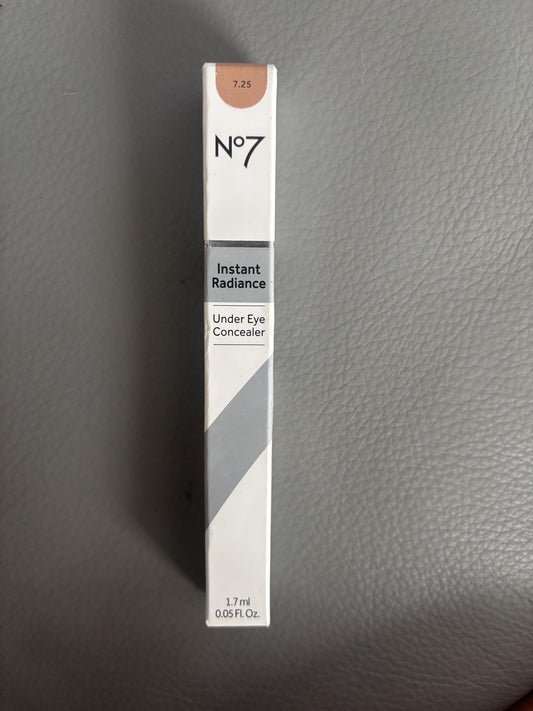 7.25
Nº7
Instant
Radiance
Under Eye
Concealer
1.7 ml
0.05 Fl. Oz.